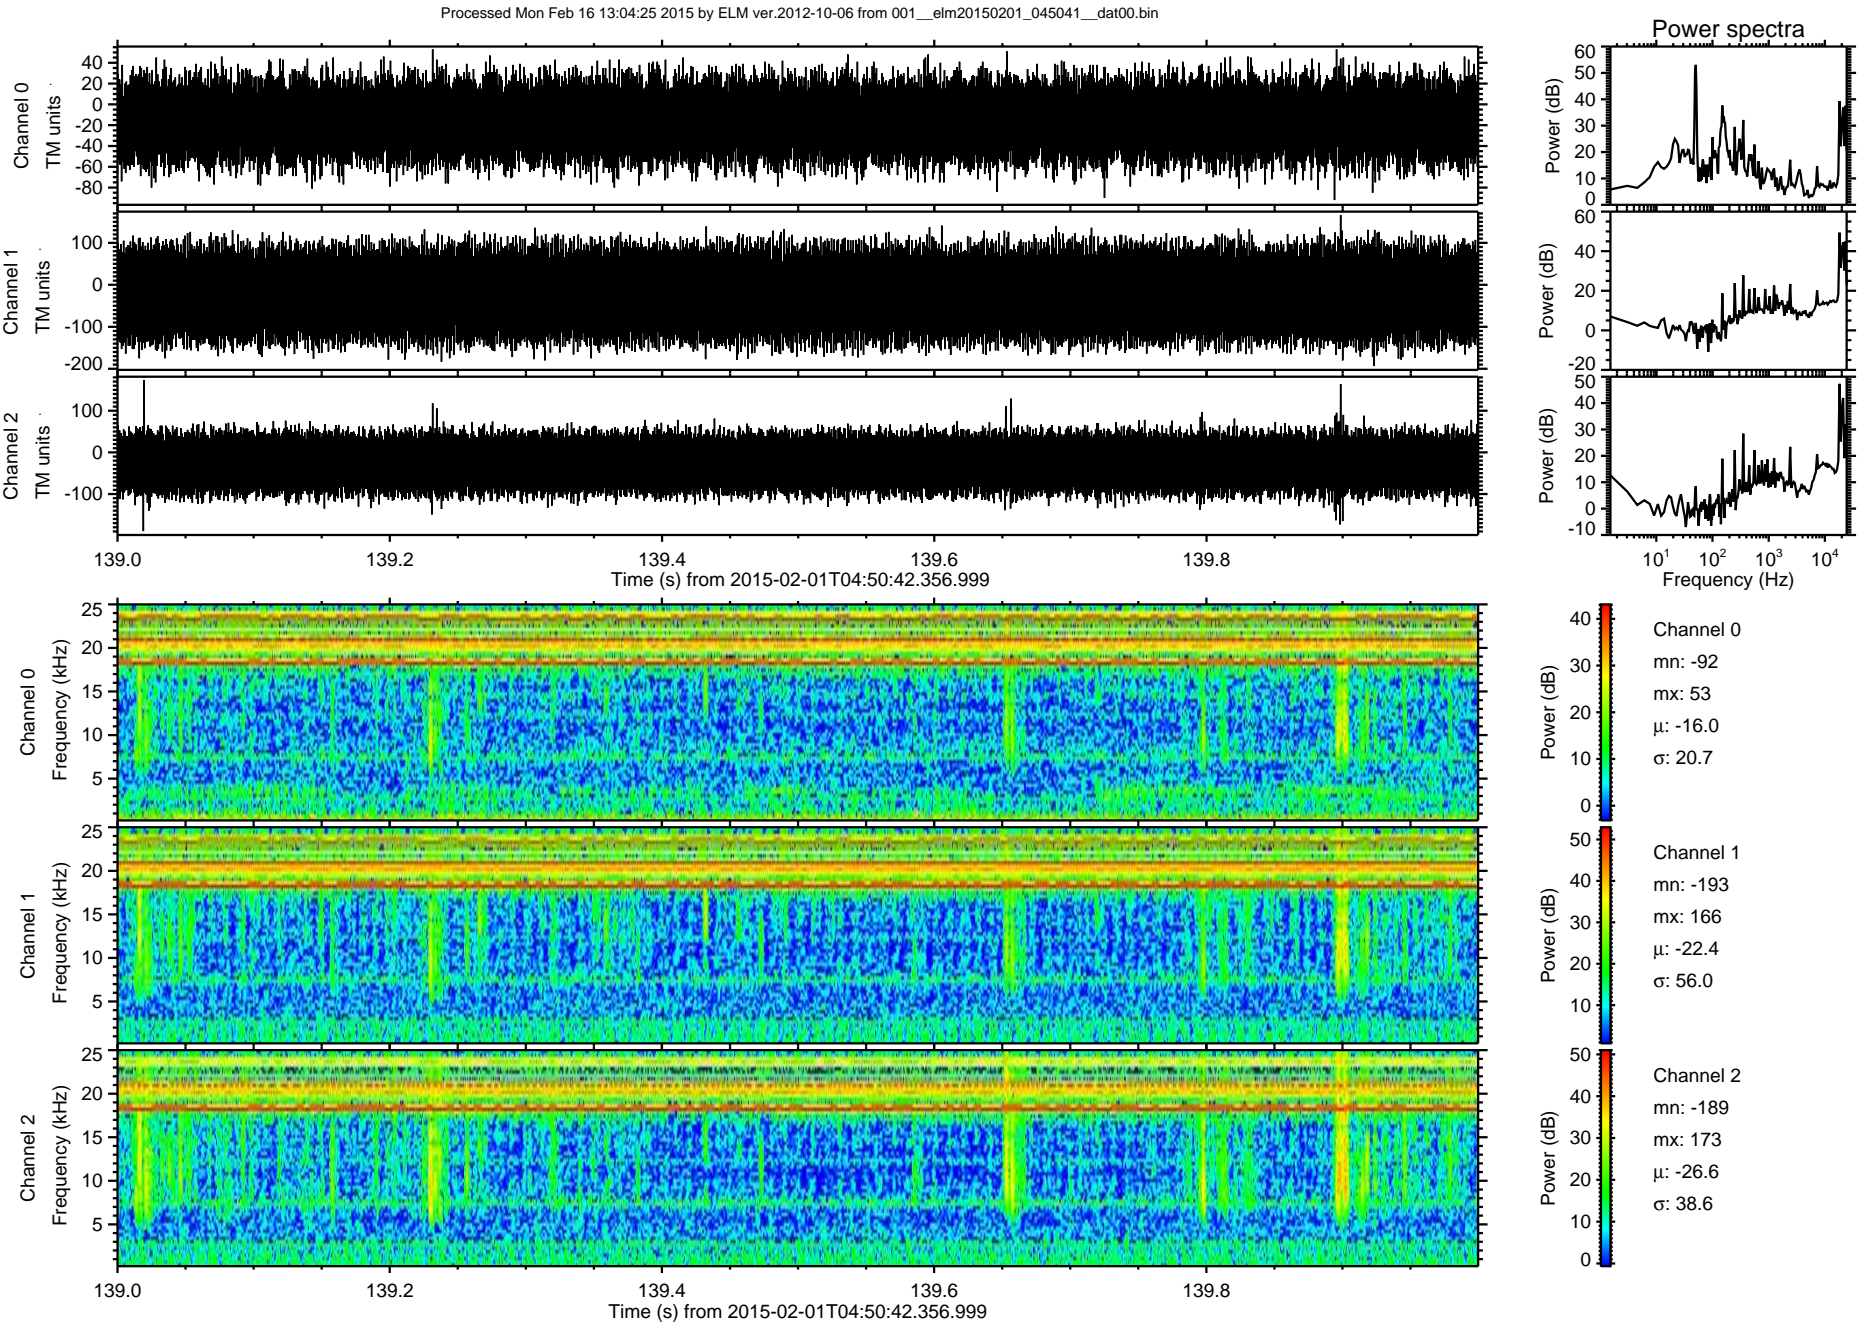 Processed Mon Feb 16 13:04:25 2015 by ELM ver.2012-10-06 from 001__elm20150201_045041__dat00.bin
Power spectra
Channel 0
TM units
40
20
0
-20
-40
-60
-80
Power (dB)
60
50
40
30
20
10
0
Channel 1
TM units
100
0
-100
-200
Power (dB)
60
40
20
0
-20
Channel 2
TM units
100
0
-100
Power (dB)
50
40
30
20
10
0
-10
139.0 139.2 139.4 139.6 139.8
Time (s) from 2015-02-01T04:50:42.356.999
10^1 10^2 10^3 10^4
Frequency (Hz)
Channel 0
Frequency (kHz)
25
20
15
10
5
Power (dB)
40
30
20
10
0
Channel 0
mn: -92
mx: 53
μ: -16.0
σ: 20.7
Channel 1
Frequency (kHz)
25
20
15
10
5
Power (dB)
50
40
30
20
10
Channel 1
mn: -193
mx: 166
μ: -22.4
σ: 56.0
Channel 2
Frequency (kHz)
25
20
15
10
5
Power (dB)
50
40
30
20
10
0
Channel 2
mn: -189
mx: 173
μ: -26.6
σ: 38.6
139.0 139.2 139.4 139.6 139.8
Time (s) from 2015-02-01T04:50:42.356.999